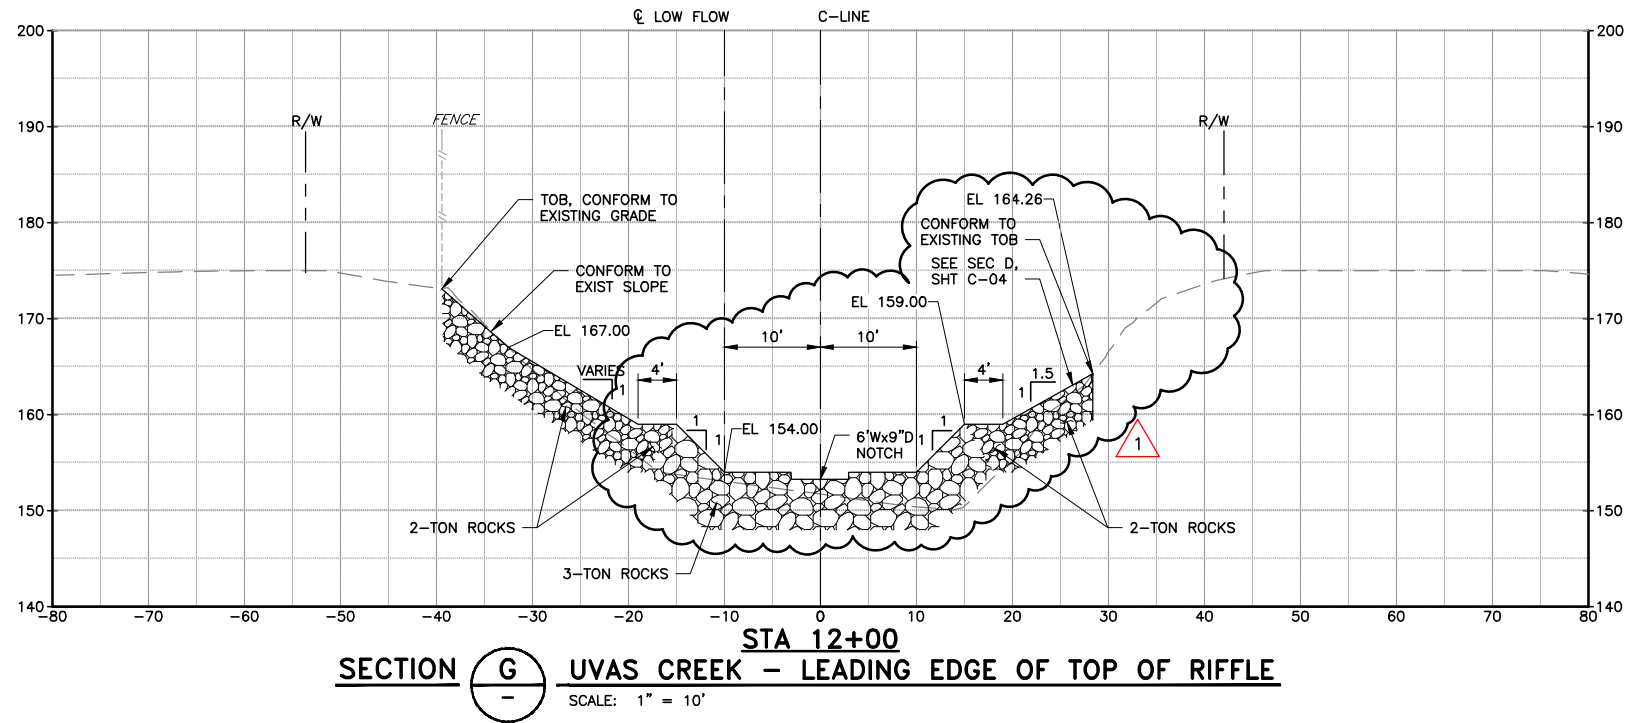 ℄ LOW FLOW
C-LINE
200
200
R/W
FENCE
R/W
190
190
TOB, CONFORM TO
EXISTING GRADE
EL 164.26
180
CONFORM TO
EXISTING TOB
180
SEE SEC D,
SHT C-04
CONFORM TO
EXIST SLOPE
EL 159.00
170
EL 167.00
10'
10'
170
VARIES
1
4'
4'
1
1.5
160
1
1
EL 154.00
6'Wx9"D
NOTCH
1
1
1
160
150
2-TON ROCKS
2-TON ROCKS
150
3-TON ROCKS
140
140
-80 -70 -60 -50 -40 -30 -20 -10 0 10 20 30 40 50 60 70 80
STA 12+00
SECTION G - UVAS CREEK - LEADING EDGE OF TOP OF RIFFLE
SCALE: 1" = 10'